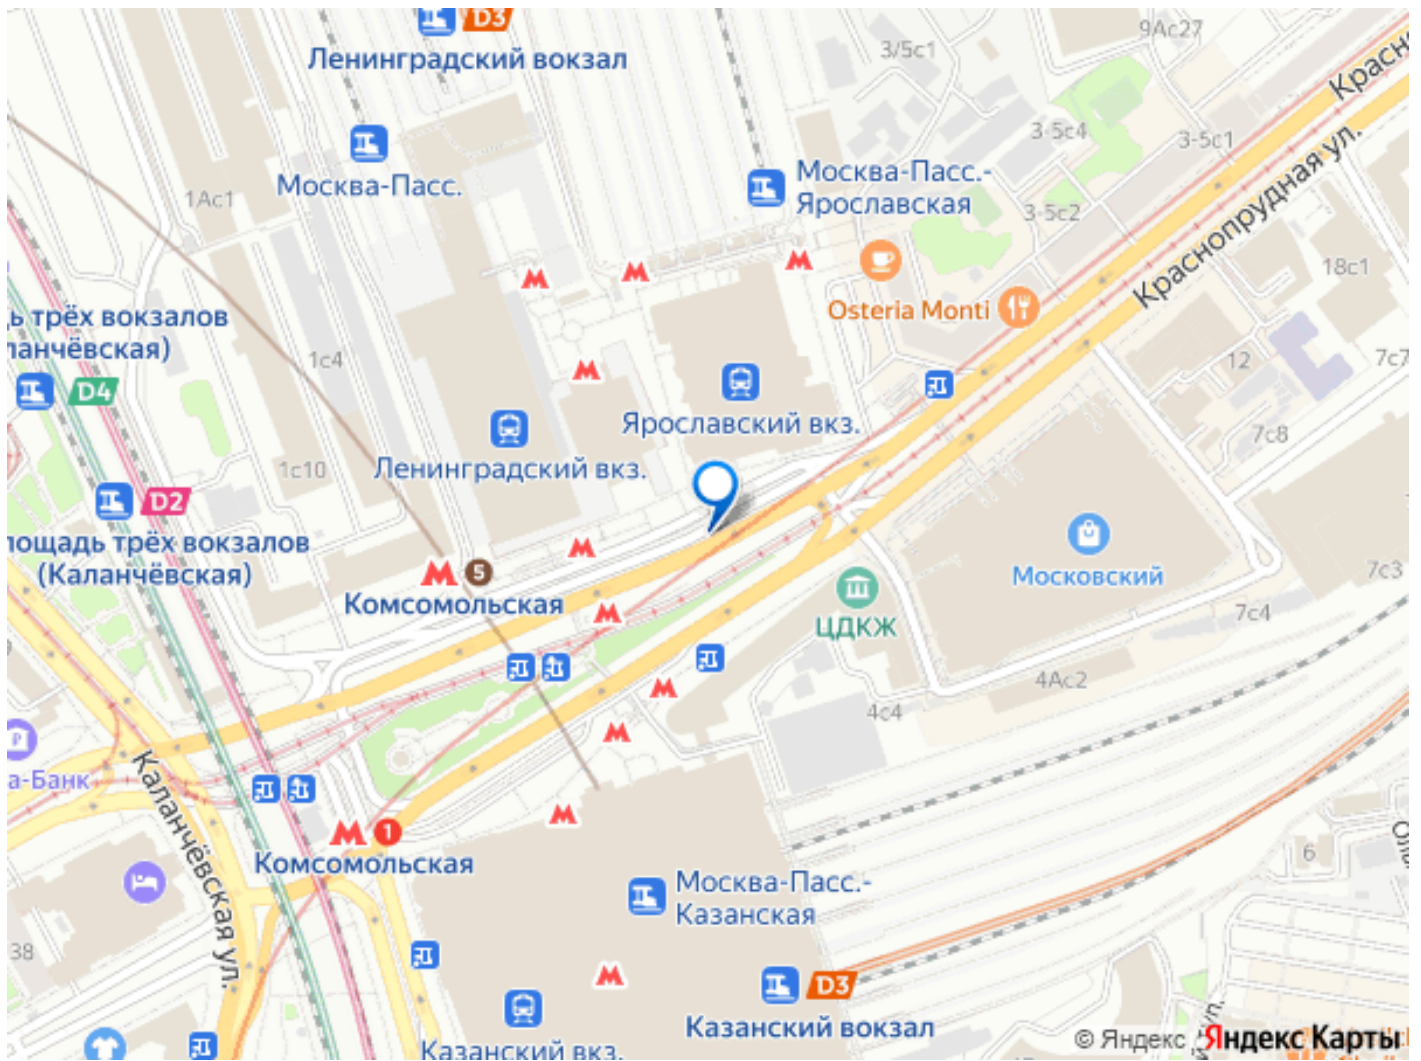 D3
Ленинградский вокзал
9Ас27
3/5с1
Красн
Москва-Пасс.
1Ас1
Москва-Пасс.-
Ярославская
3-5с4
3-5с1
3-5с2
Краснопрудная ул.
18с1
Osteria Monti
ь трёх вокзалов
ланчёвская)
D4
1с4
12
7с7
7с8
Ярославский вкз.
Ленинградский вкз.
1с10
D2
лощадь трёх вокзалов
(Каланчёвская)
5
Комсомольская
Московский
7с3
7с4
ЦДКЖ
4Ас2
4с4
а-Банк
Каланчёвская ул.
1
Комсомольская
6
Москва-Пасс.-
Казанская
38
D3
Казанский вокзал
Казанский вкз.
© Яндекс
Яндекс Карты